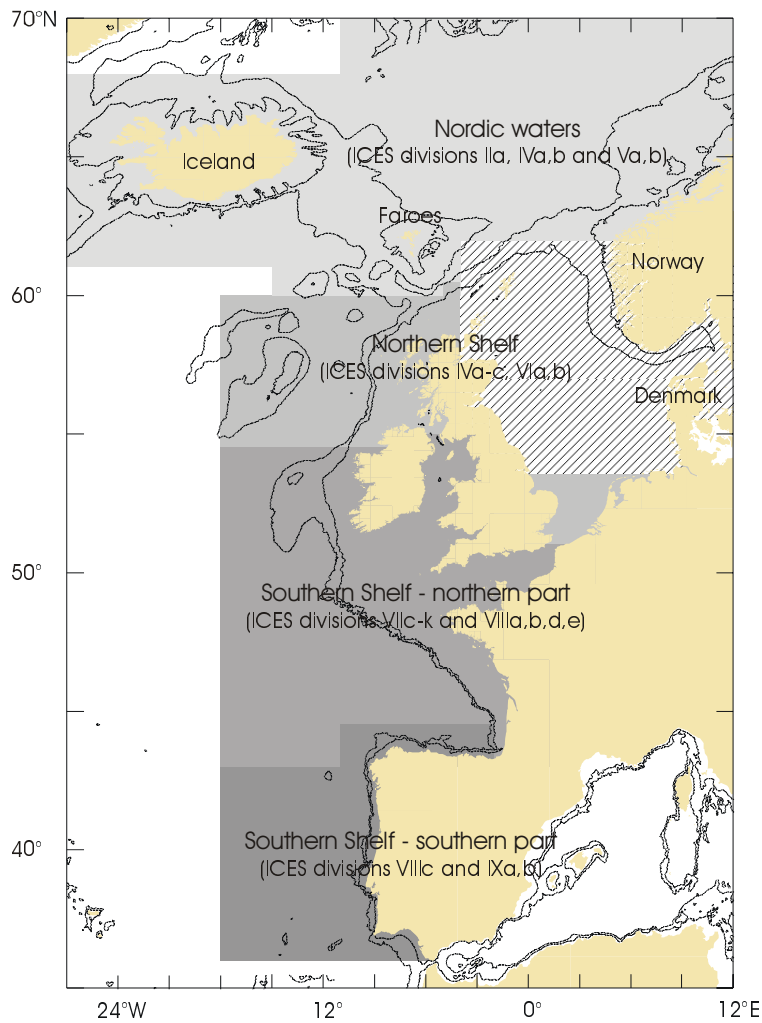 70°N
Nordic waters
(ICES divisions IIa, IVa,b and Va,b)
Iceland
Faroes
Norway
60°
Northern Shelf
(ICES divisions IVa-c, VIa,b)
Denmark
50°
Southern Shelf - northern part
(ICES divisions VIIc-k and VIIIa,b,d,e)
40°
Southern Shelf - southern part
(ICES divisions VIIIc and IXa,b)
24°W
12°
0°
12°E